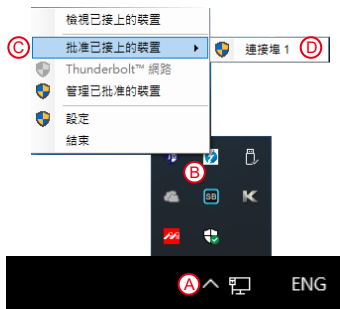 檢視已接上的裝置
C 批准已接上的裝置 連接埠 1 D
Thunderbolt™ 網路
管理已批准的裝置
設定
結束
B
SB K
A ENG